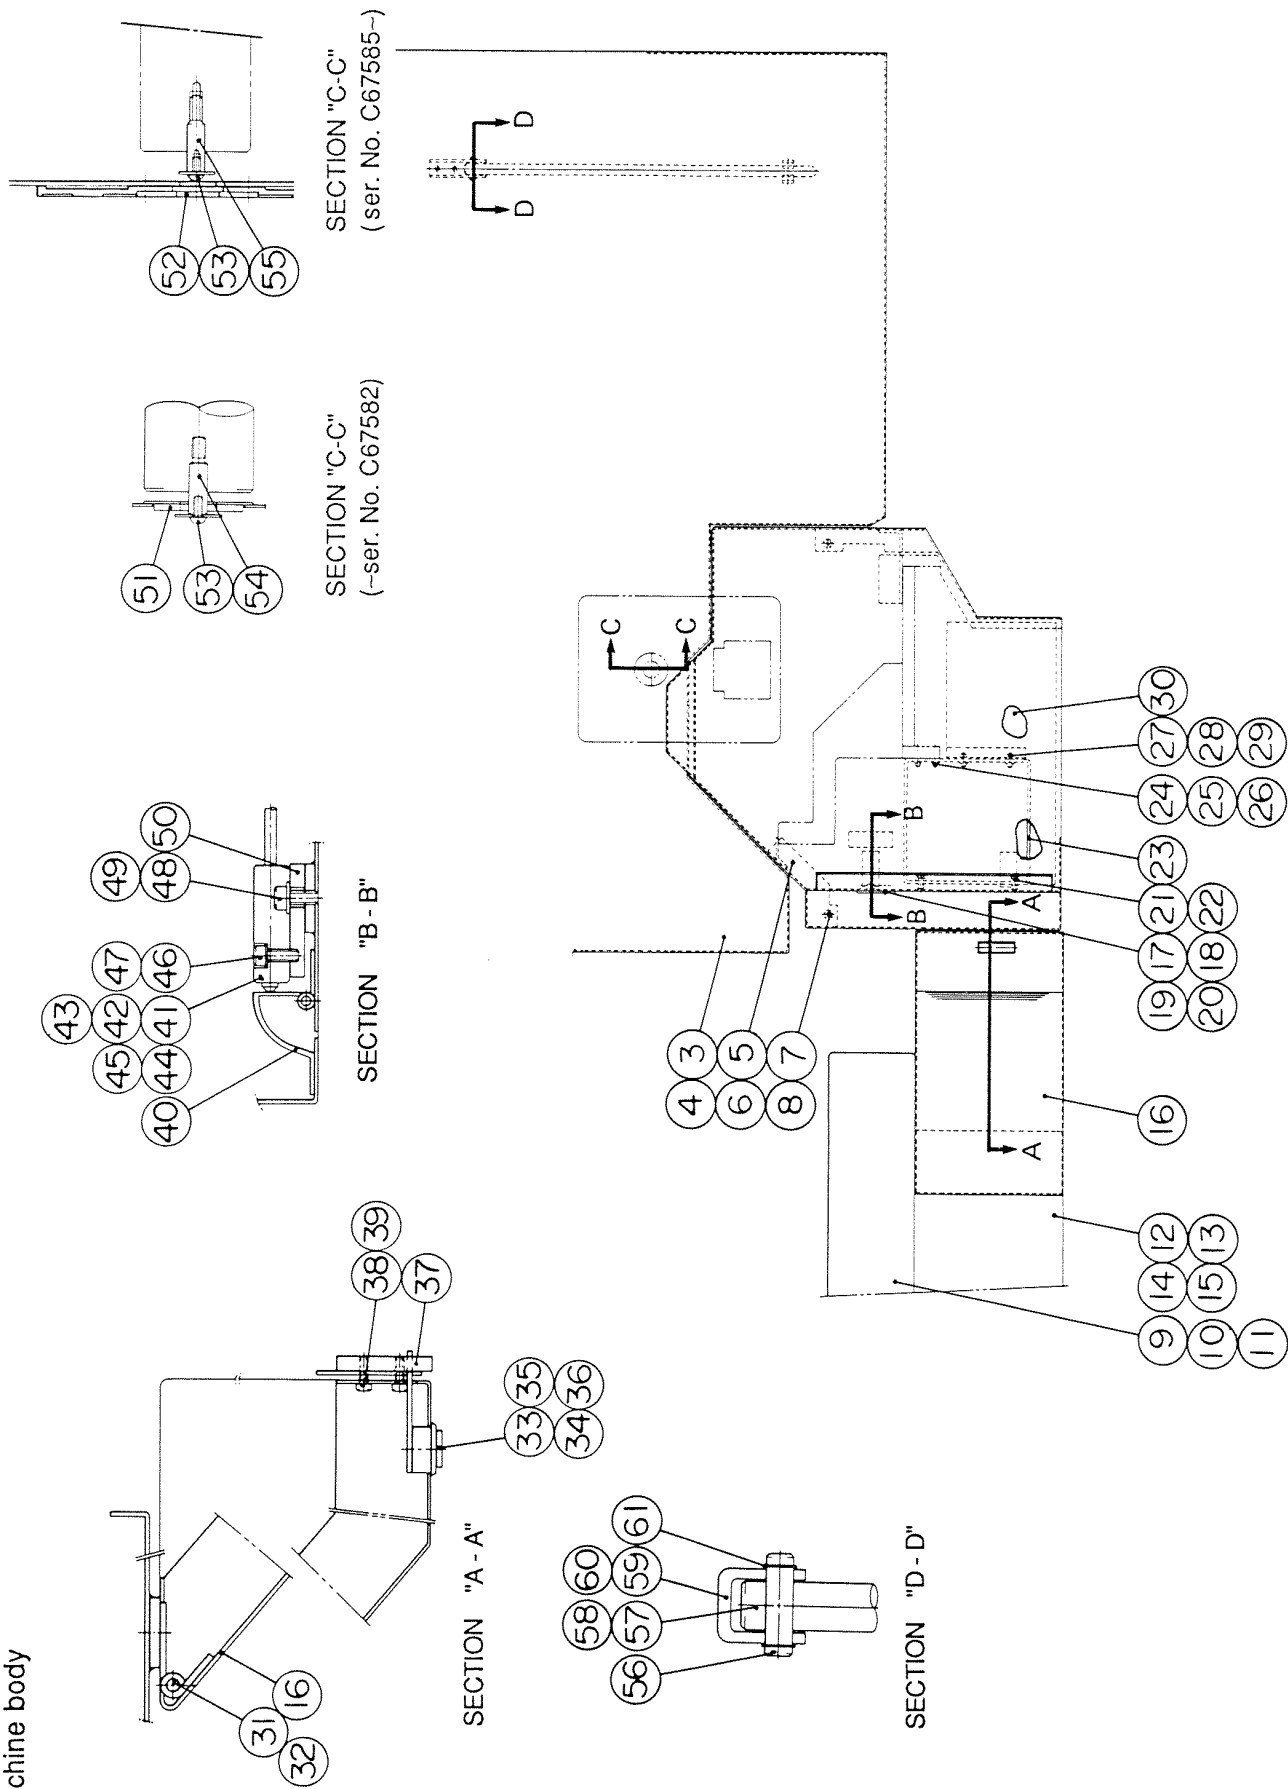 chine body
31
32
16
SECTION "A - A"
33 35
34 36
38 39
37
40
45 44
43 42 41
47 46
49 48 50
SECTION "B - B"
51
53
54
SECTION "C-C"
(~ser. No. C67582)
52
53
55
SECTION "C-C"
(ser. No. C67585~)
56
58 57
60 59
61
SECTION "D - D"
4 3
6 5
8 7
C
C
D
D
B
B
A
A
9
10
11
14 12
15 13
16
19 17
20 18
21
22
23
24
25
26
27 30
28
29